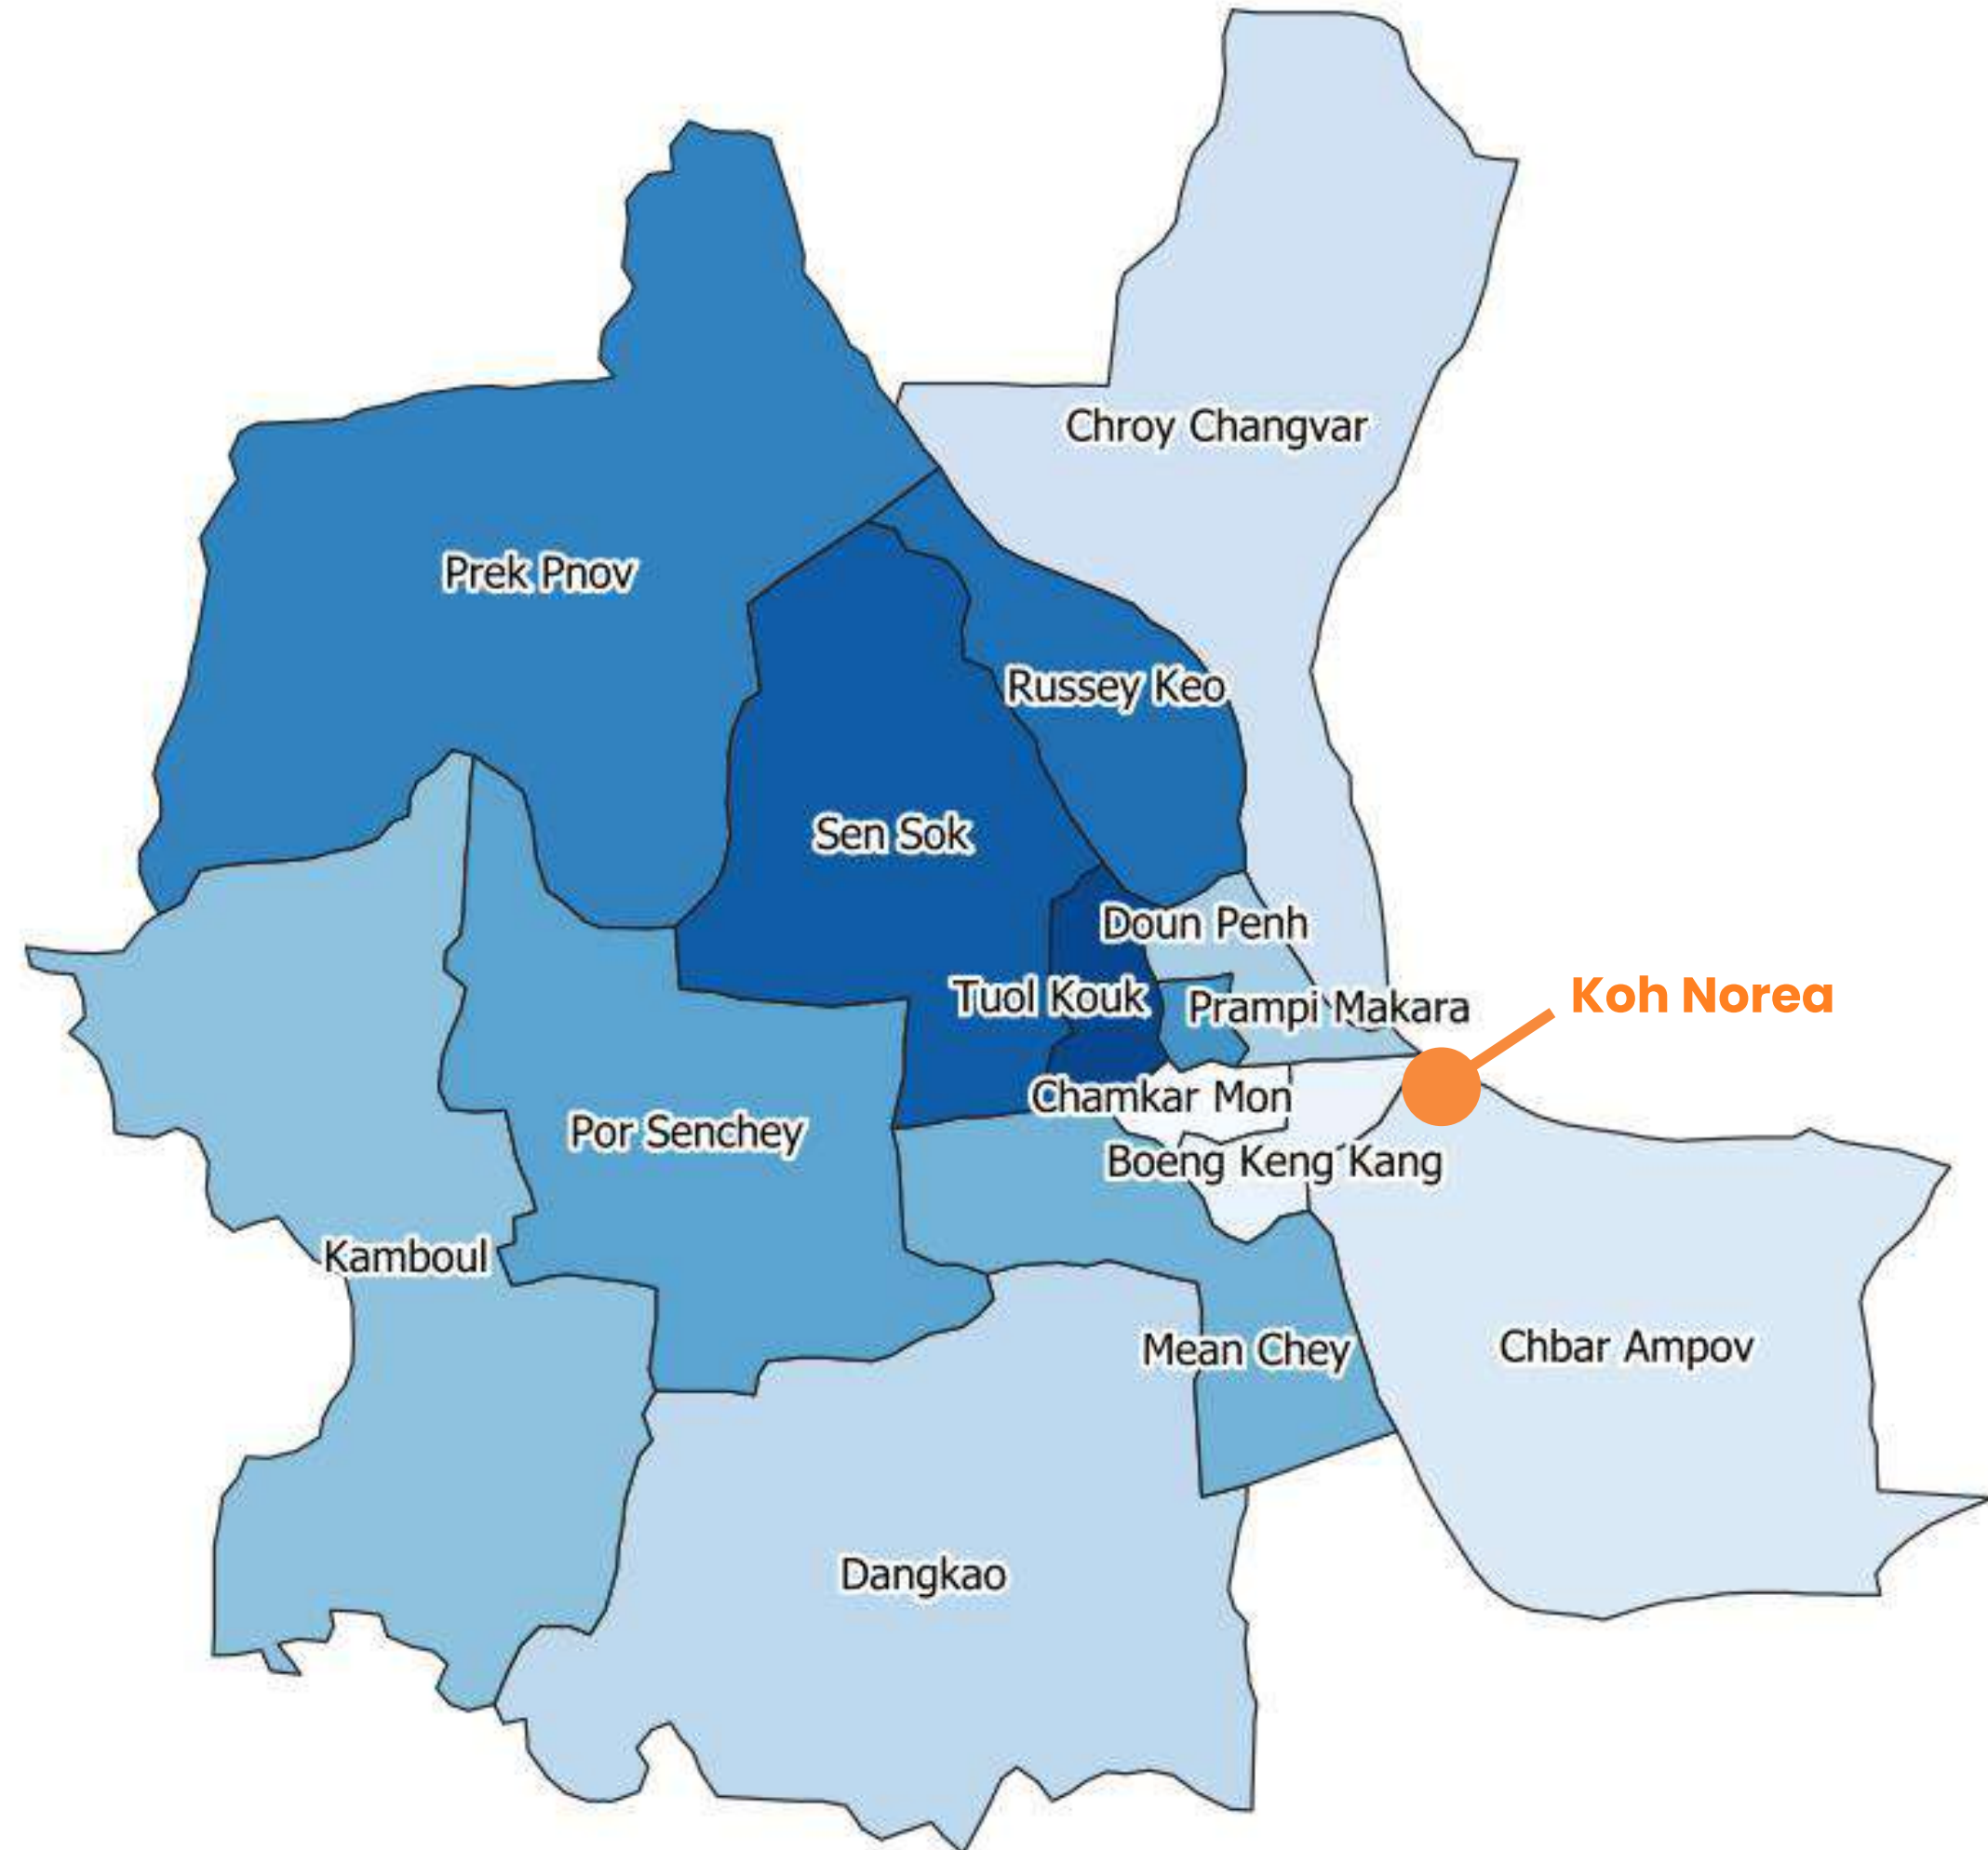 Chroy Changvar
Prek Pnov
Russey Keo
Sen Sok
Doun Penh
Tuol Kouk
Prampi Makara
Koh Norea
Chamkar Mon
Por Senchey
Boeng Keng Kang
Kamboul
Mean Chey
Chbar Ampov
Dangkao